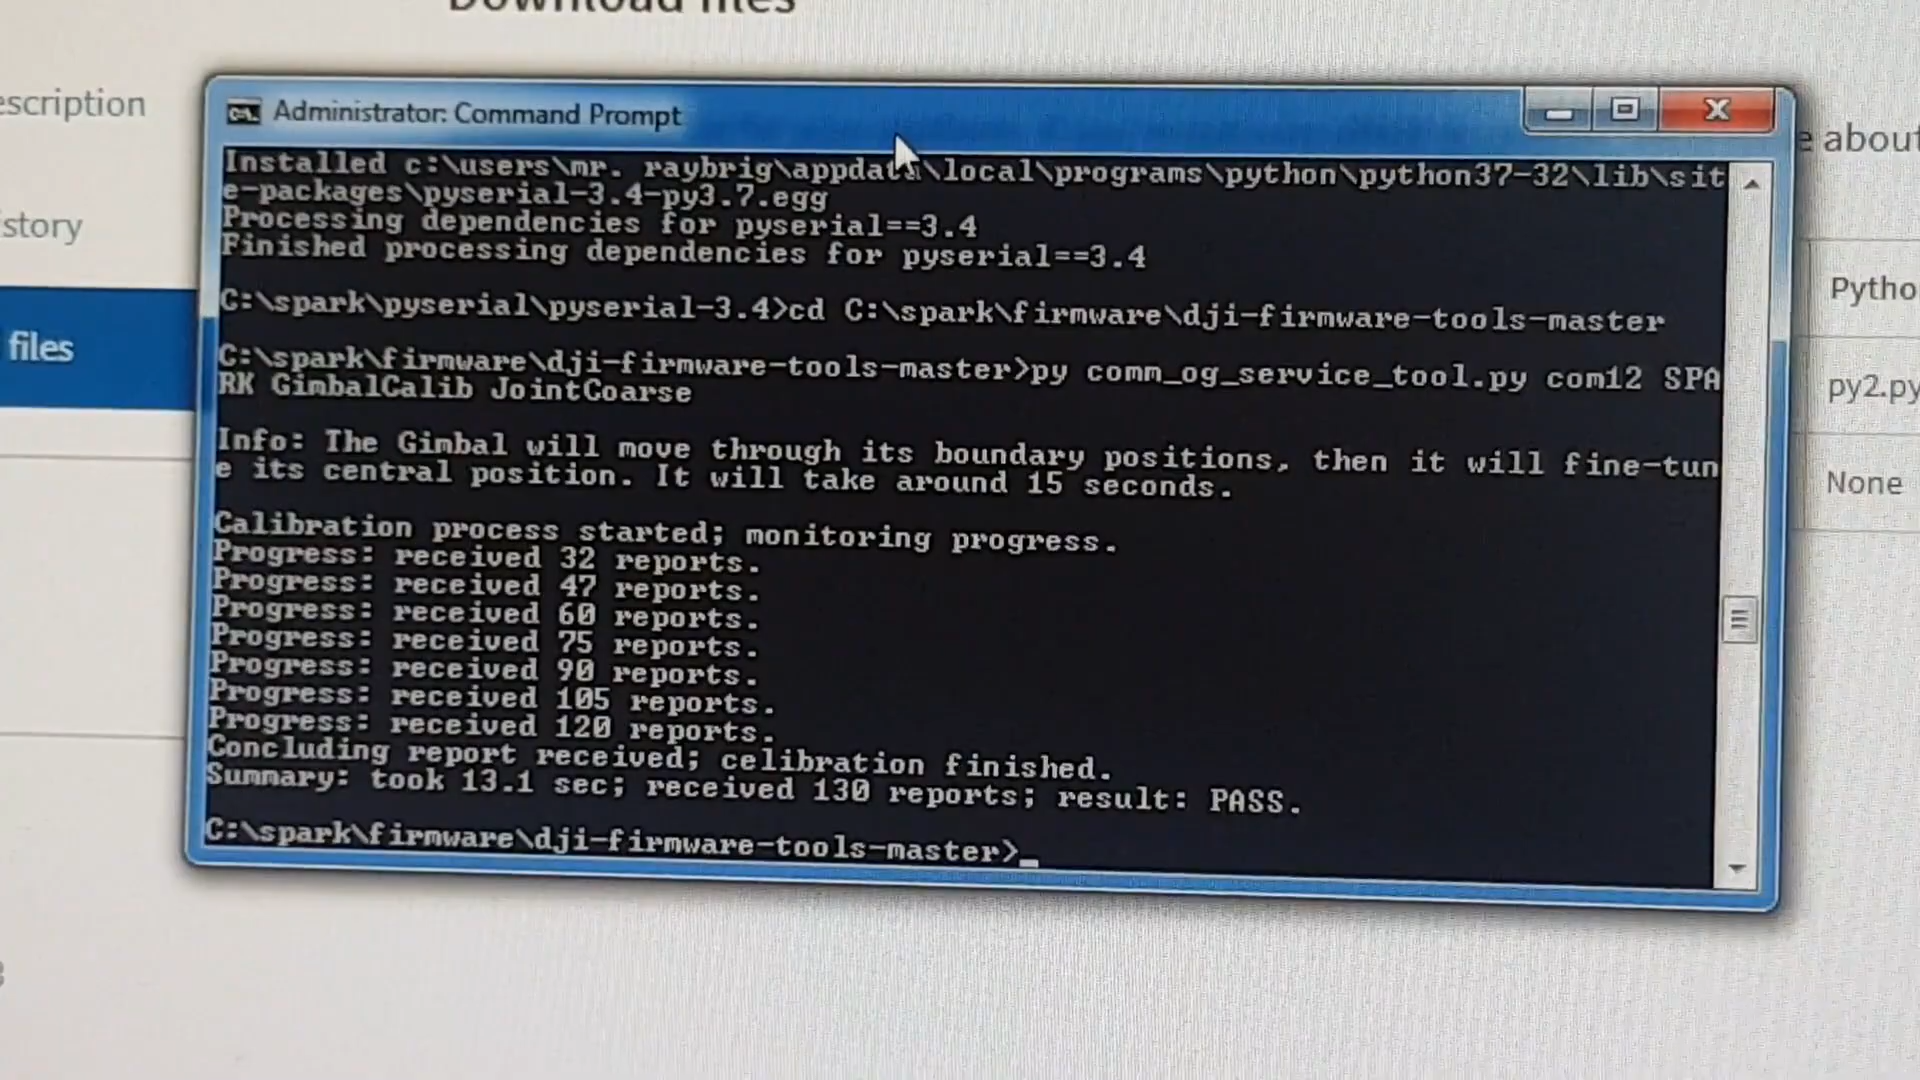 Download files
escription
story
files
e about
Pytho
py2.py
None
Administrator: Command Prompt
Installed c:\users\mr. raybrig\appdata\local\programs\python\python37-32\lib\sit
e-packages\pyserial-3.4-py3.7.egg
Processing dependencies for pyserial==3.4
Finished processing dependencies for pyserial==3.4
C:\spark\pyserial\pyserial-3.4>cd C:\spark\firmware\dji-firmware-tools-master
C:\spark\firmware\dji-firmware-tools-master>py comm_og_service_tool.py com12 SPA
RK GimbalCalib JointCoarse
Info: The Gimbal will move through its boundary positions, then it will fine-tun
e its central position. It will take around 15 seconds.
Calibration process started; monitoring progress.
Progress: received 32 reports.
Progress: received 47 reports.
Progress: received 60 reports.
Progress: received 75 reports.
Progress: received 90 reports.
Progress: received 105 reports.
Progress: received 120 reports.
Concluding report received; celibration finished.
Summary: took 13.1 sec; received 130 reports; result: PASS.
C:\spark\firmware\dji-firmware-tools-master>_